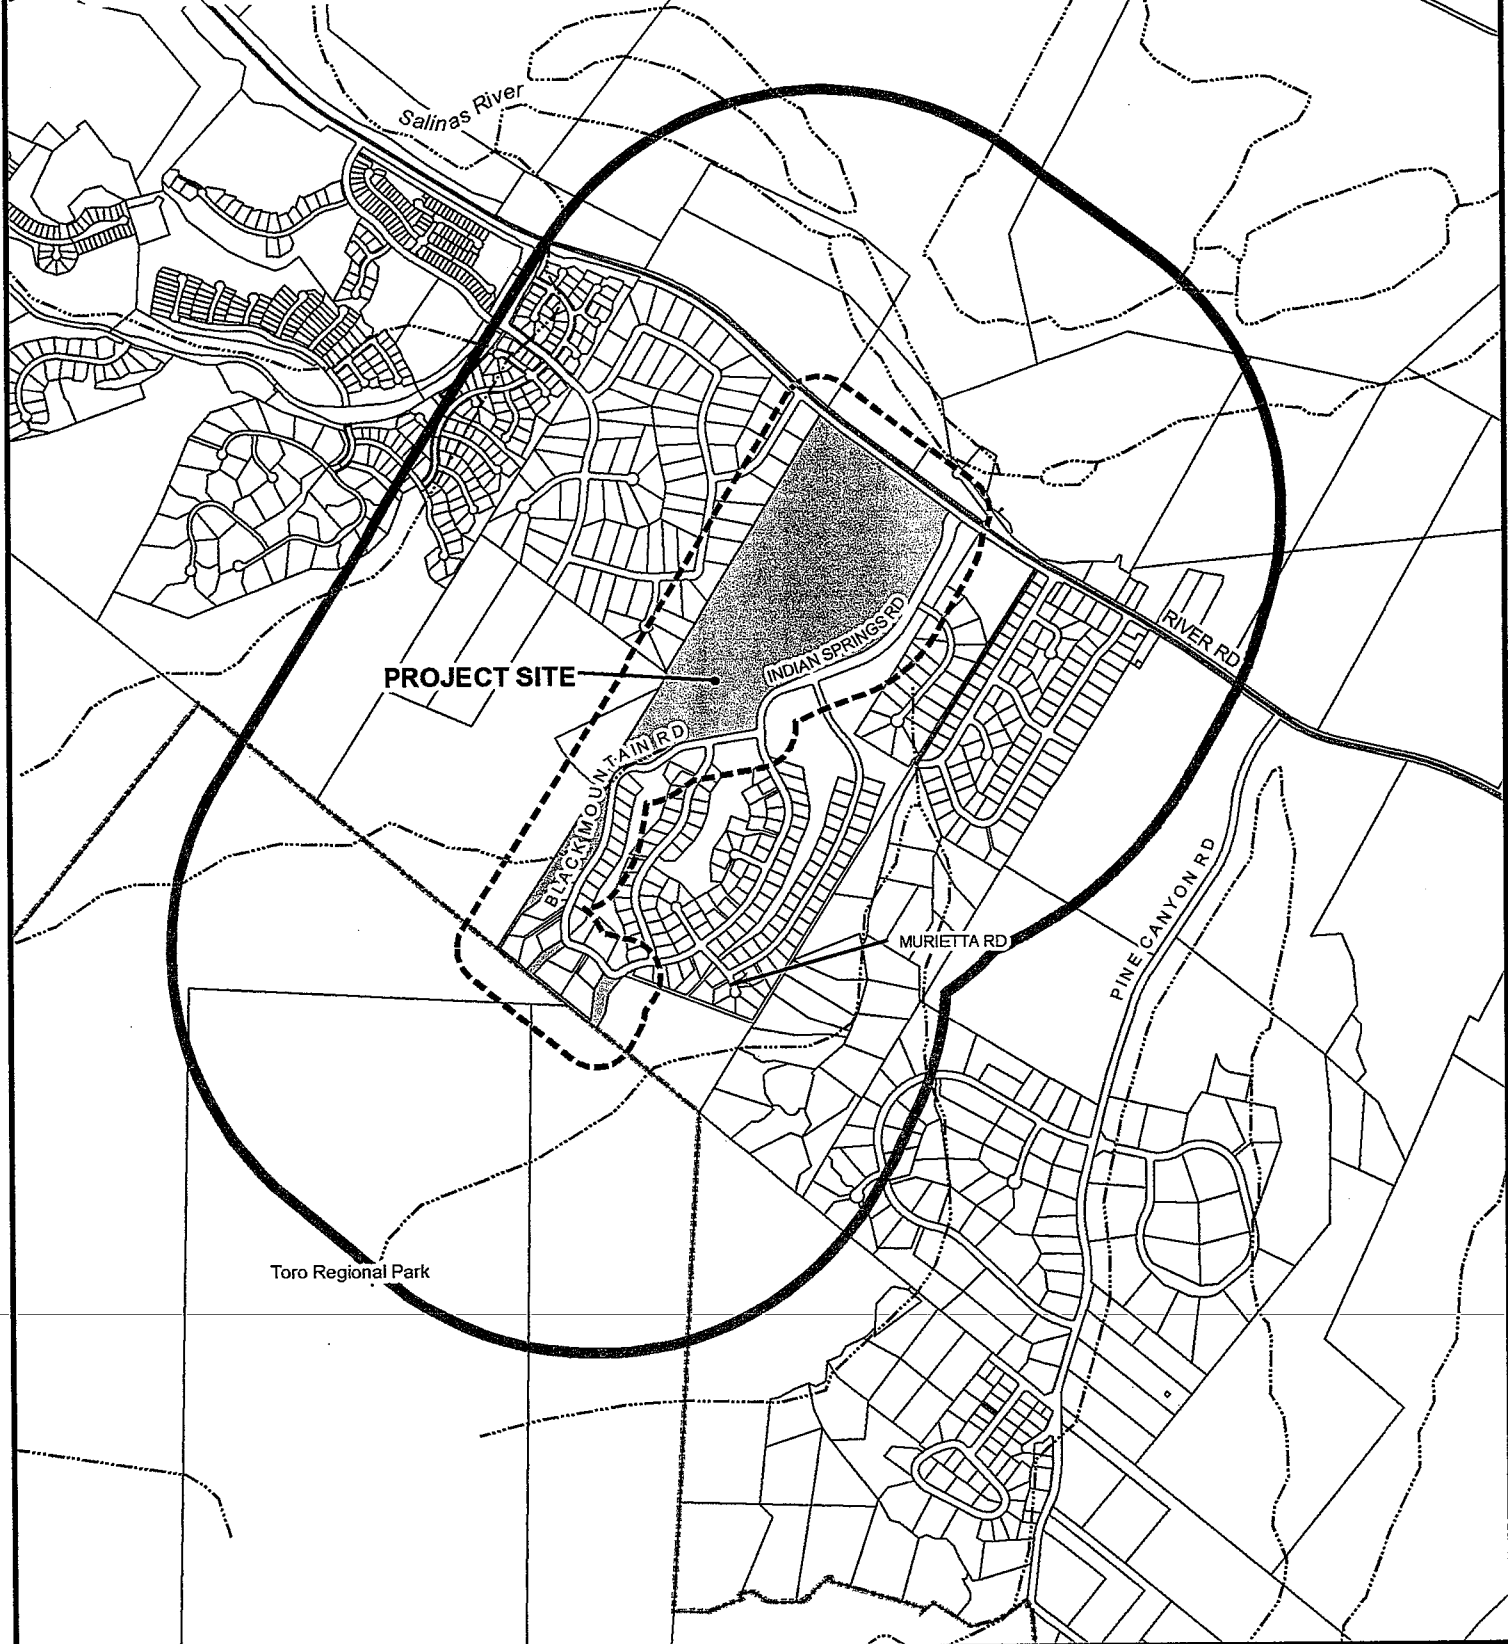 Salinas River
RIVER RD
INDIAN SPRINGS RD
PROJECT SITE
BLACK MOUNTAIN RD
PINE CANYON RD
MURIETTA RD
Toro Regional Park